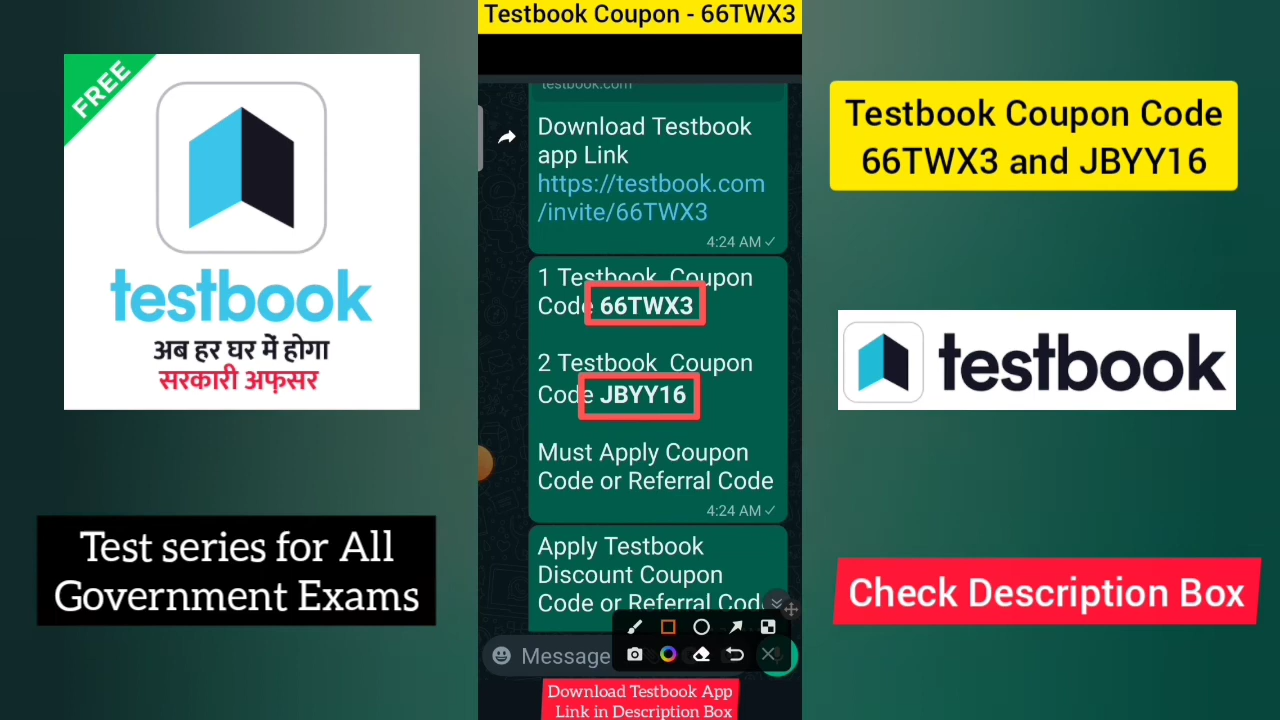 FREE
testbook
अब हर घर में होगा
सरकारी अफ़सर
Test series for All
Government Exams
Testbook Coupon - 66TWX3
testbook.com
Download Testbook
app Link
https://testbook.com
/invite/66TWX3
4:24 AM
1 Testbook Coupon
Code 66TWX3
2 Testbook Coupon
Code JBYY16
Must Apply Coupon
Code or Referral Code
4:24 AM
Apply Testbook
Discount Coupon
Code or Referral Code
Message
Download Testbook App
Link in Description Box
Testbook Coupon Code
66TWX3 and JBYY16
testbook
Check Description Box